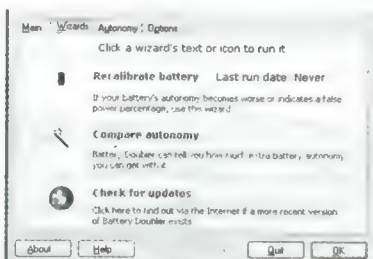 Main Wizards Autonomy Options
Click a wizard's text or icon to run it
Recalibrate battery Last run date Never
If your battery's autonomy becomes worse or indicates a false
power percentage, use this wizard
Compare autonomy
Battery Doubler can tell you how much extra battery autonomy
you can get with it
Check for updates
Click here to find out via the Internet if a more recent version
of Battery Doubler exists
About Help Quit OK